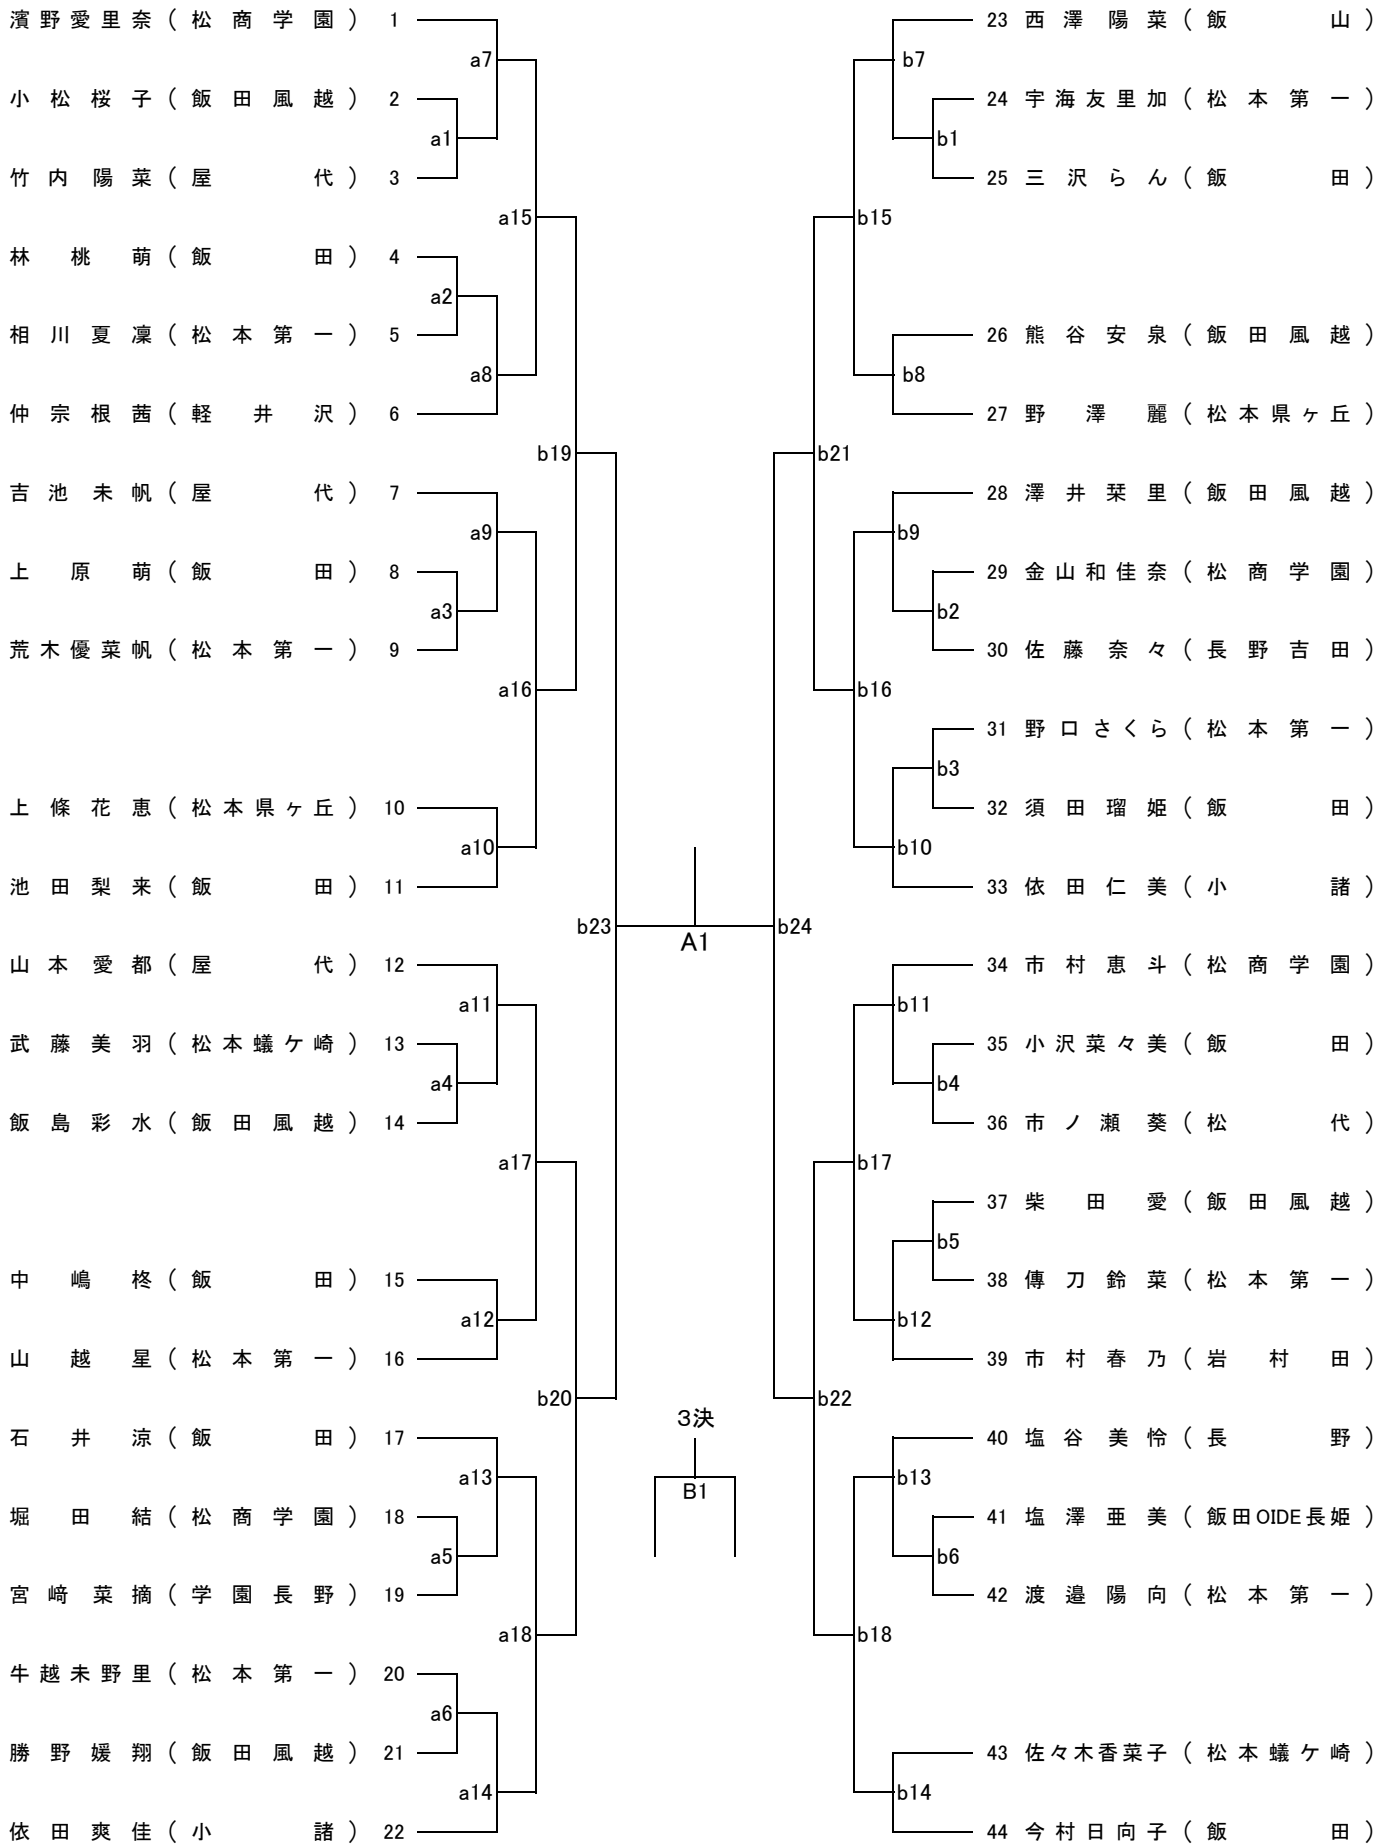 濱野愛里奈（松商学園） 1
a7
小松桜子（飯田風越） 2
a1
竹内陽菜（屋代） 3
a15
林桃萌（飯田） 4
a2
相川夏凜（松本第一） 5
a8
仲宗根茜（軽井沢） 6
b19
吉池未帆（屋代） 7
a9
上原萌（飯田） 8
a3
荒木優菜帆（松本第一） 9
a16
上條花恵（松本県ヶ丘） 10
a10
池田梨来（飯田） 11
b23
山本愛都（屋代） 12
a11
武藤美羽（松本蟻ケ崎） 13
a4
飯島彩水（飯田風越） 14
a17
中嶋柊（飯田） 15
a12
山越星（松本第一） 16
b20
石井涼（飯田） 17
a13
堀田結（松商学園） 18
a5
宮﨑菜摘（学園長野） 19
a18
牛越未野里（松本第一） 20
a6
勝野媛翔（飯田風越） 21
a14
依田爽佳（小諸） 22
A1
3決
B1
23 西澤陽菜（飯山）
b7
24 宇海友里加（松本第一）
b1
25 三沢らん（飯田）
b15
26 熊谷安泉（飯田風越）
b8
27 野澤麗（松本県ヶ丘）
b21
28 澤井栞里（飯田風越）
b9
29 金山和佳奈（松商学園）
b2
30 佐藤奈々（長野吉田）
b16
31 野口さくら（松本第一）
b3
32 須田瑠姫（飯田）
b10
33 依田仁美（小諸）
b24
34 市村恵斗（松商学園）
b11
35 小沢菜々美（飯田）
b4
36 市ノ瀬葵（松代）
b17
37 柴田愛（飯田風越）
b5
38 傳刀鈴菜（松本第一）
b12
39 市村春乃（岩村田）
b22
40 塩谷美怜（長野）
b13
41 塩澤亜美（飯田OIDE長姫）
b6
42 渡邉陽向（松本第一）
b18
43 佐々木香菜子（松本蟻ケ崎）
b14
44 今村日向子（飯田）